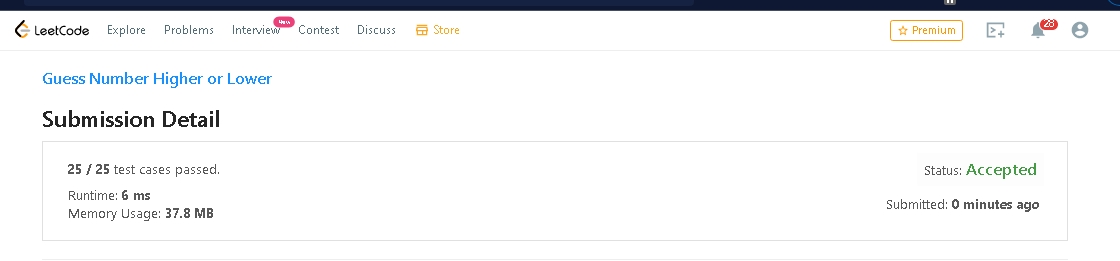 LeetCode Explore Problems Interview New Contest Discuss Store Premium 28
Guess Number Higher or Lower
Submission Detail
25 / 25 test cases passed.
Status: Accepted
Runtime: 6 ms
Submitted: 0 minutes ago
Memory Usage: 37.8 MB